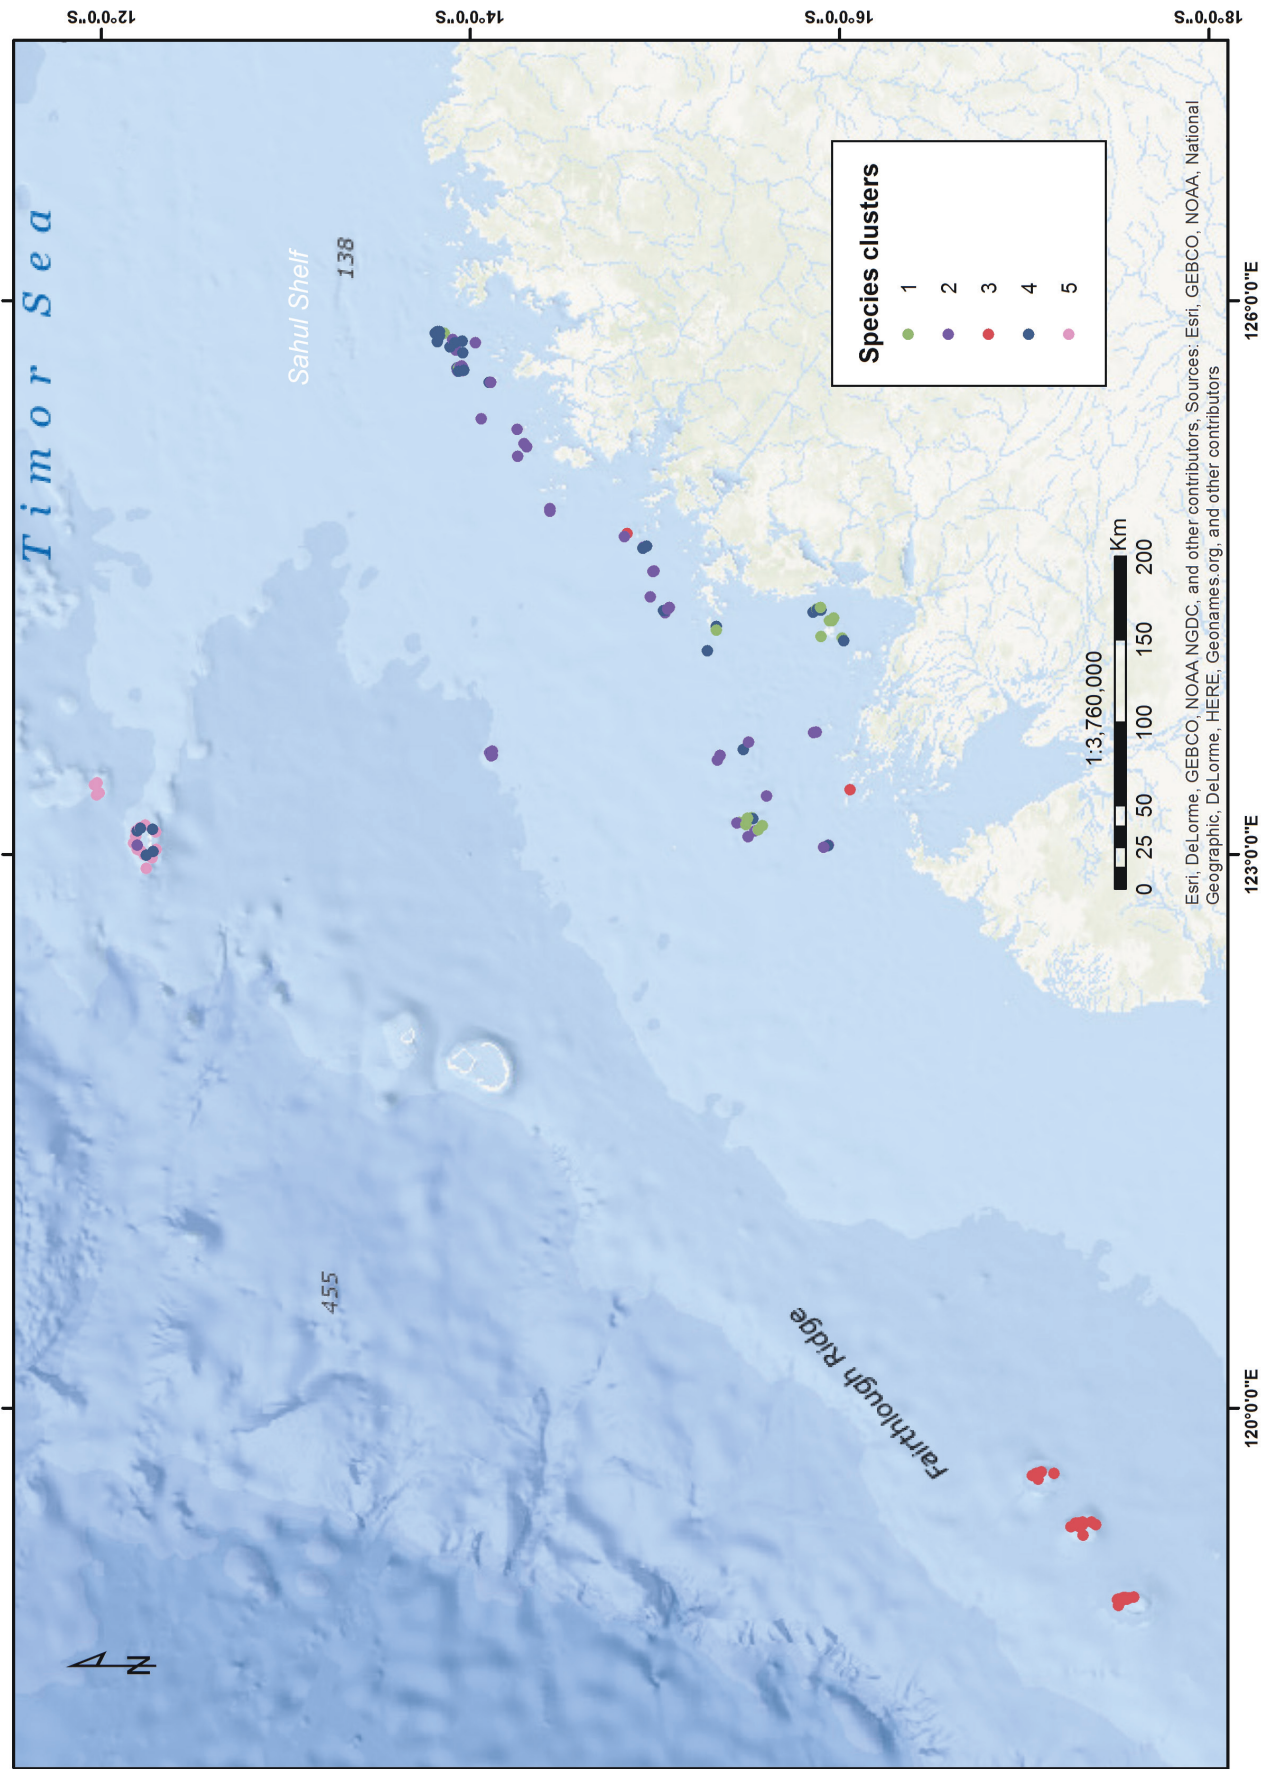 Timor Sea
Sahul Shelf
138
455
Fairthlough Ridge
N
12°0'0"S
14°0'0"S
16°0'0"S
18°0'0"S
120°0'0"E
123°0'0"E
126°0'0"E
Species clusters
1
2
3
4
5
1:3,760,000
0 25 50 100 150 200
Km
Esri, DeLorme, GEBCO, NOAA NGDC, and other contributors, Sources: Esri, GEBCO, NOAA, National
Geographic, DeLorme, HERE, Geonames.org, and other contributors